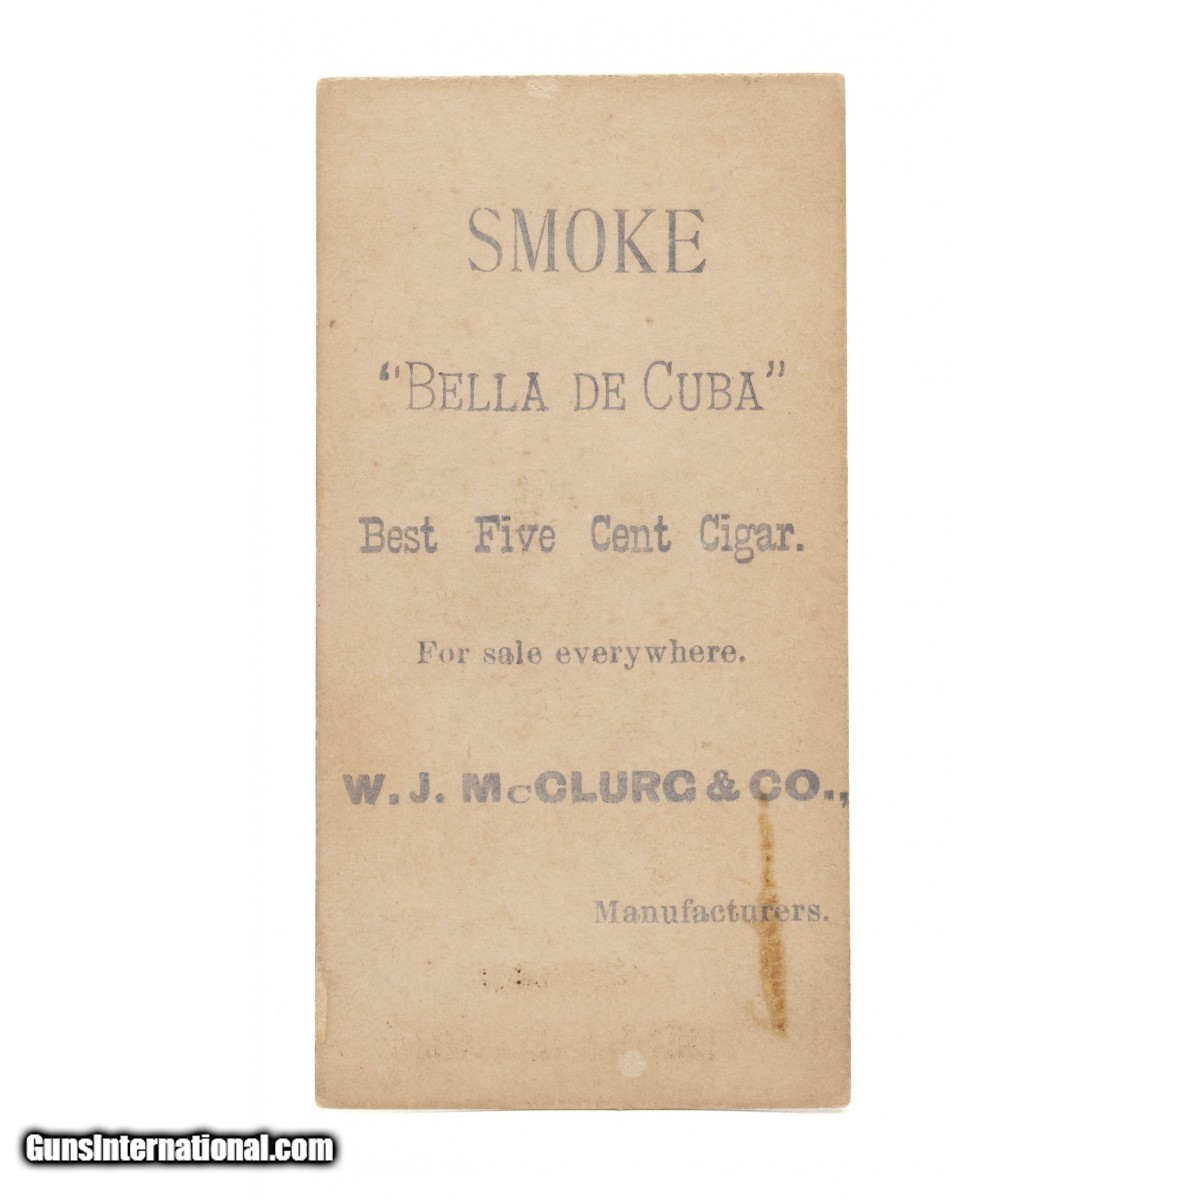 SMOKE
"BELLA DE CUBA"
Best Five Cent Cigar.
For sale everywhere.
W. J. McCLURG & CO.,
Manufacturers.
GunsInternational.com